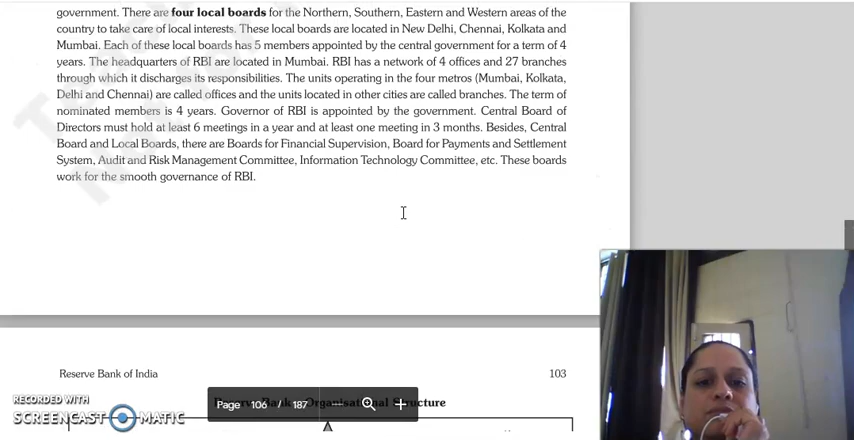 government. There are four local boards for the Northern, Southern, Eastern and Western areas of the
country to take care of local interests. These local boards are located in New Delhi, Chennai, Kolkata and
Mumbai. Each of these local boards has 5 members appointed by the central government for a term of 4
years. The headquarters of RBI are located in Mumbai. RBI has a network of 4 offices and 27 branches
through which it discharges its responsibilities. The units operating in the four metros (Mumbai, Kolkata,
Delhi and Chennai) are called offices and the units located in other cities are called branches. The term of
nominated members is 4 years. Governor of RBI is appointed by the government. Central Board of
Directors must hold at least 6 meetings in a year and at least one meeting in 3 months. Besides, Central
Board and Local Boards, there are Boards for Financial Supervision, Board for Payments and Settlement
System, Audit and Risk Management Committee, Information Technology Committee, etc. These boards
work for the smooth governance of RBI.
Reserve Bank of India 103
Structure
Page 106 / 187
RECORDED WITH
SCREENCAST MATIC